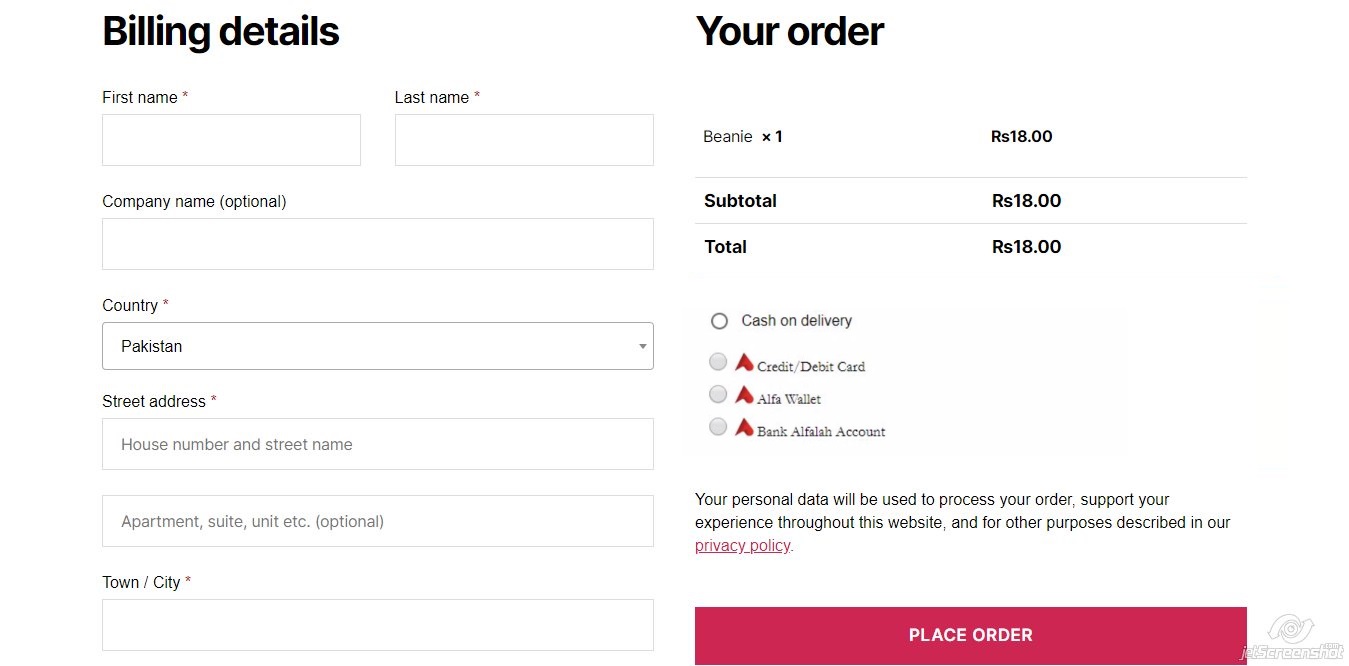 Billing details
First name *
Last name *
Company name (optional)
Country *
Pakistan
Street address *
House number and street name
Apartment, suite, unit etc. (optional)
Town / City *
Your order
Beanie × 1 Rs18.00
Subtotal Rs18.00
Total Rs18.00
Cash on delivery
Credit/Debit Card
Alfa Wallet
Bank Alfalah Account
Your personal data will be used to process your order, support your
experience throughout this website, and for other purposes described in our
privacy policy.
PLACE ORDER
jetScreenshot.com